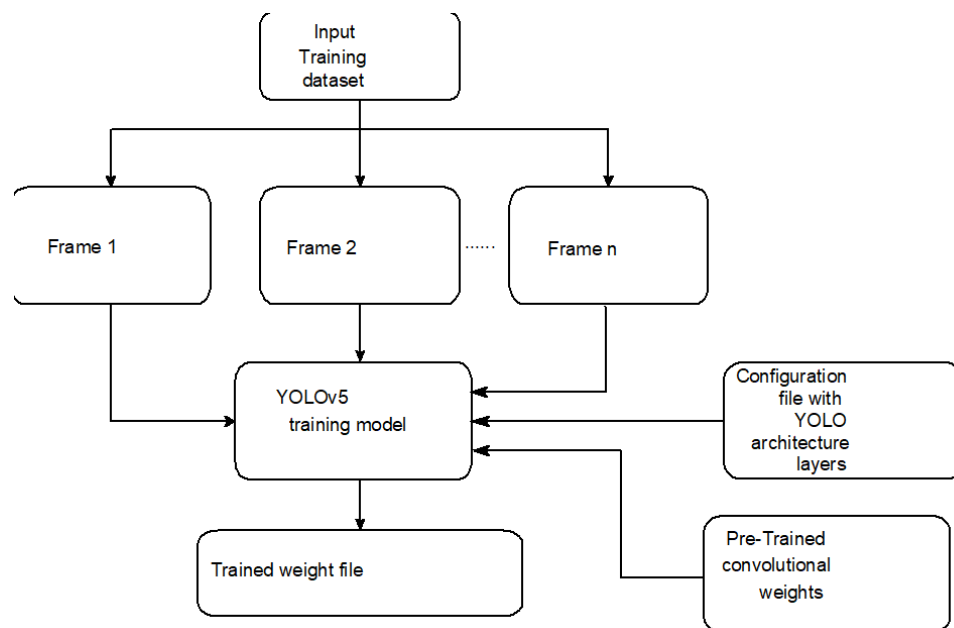 Input
Training
dataset
Frame 1
Frame 2
......
Frame n
YOLOv5
training model
Configuration
file with
YOLO
architecture
layers
Trained weight file
Pre-Trained
convolutional
weights